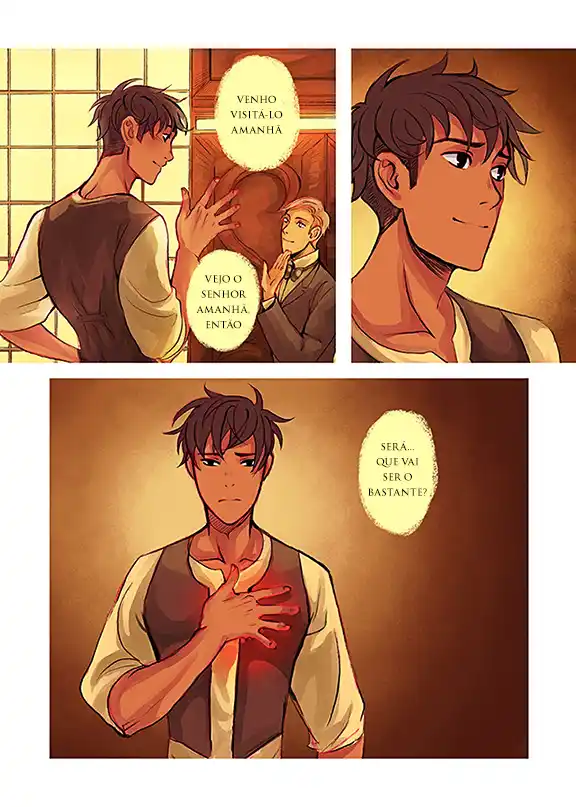 VENHO
VISITÁ-LO
AMANHÃ
VEJO O
SENHOR
AMANHÃ,
ENTÃO
SERÁ...
QUE VAI
SER O
BASTANTE?